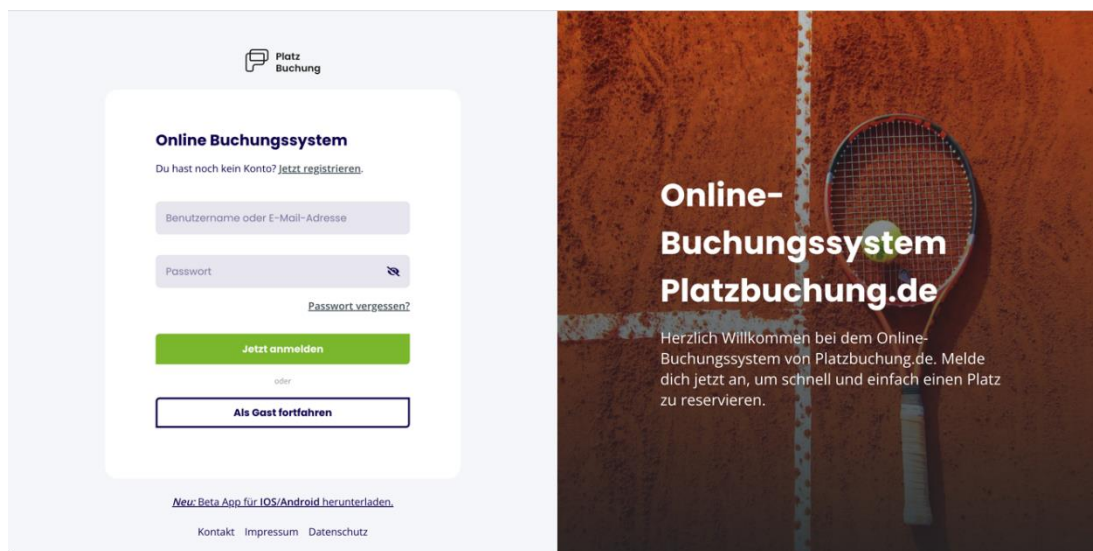 Platz
Buchung
Online Buchungssystem
Du hast noch kein Konto? Jetzt registrieren.
Benutzername oder E-Mail-Adresse
Passwort
Passwort vergessen?
Jetzt anmelden
oder
Als Gast fortfahren
Neu: Beta App für IOS/Android herunterladen.
Kontakt Impressum Datenschutz
Online-
Buchungssystem
Platzbuchung.de
Herzlich Willkommen bei dem Online-
Buchungssystem von Platzbuchung.de. Melde
dich jetzt an, um schnell und einfach einen Platz
zu reservieren.